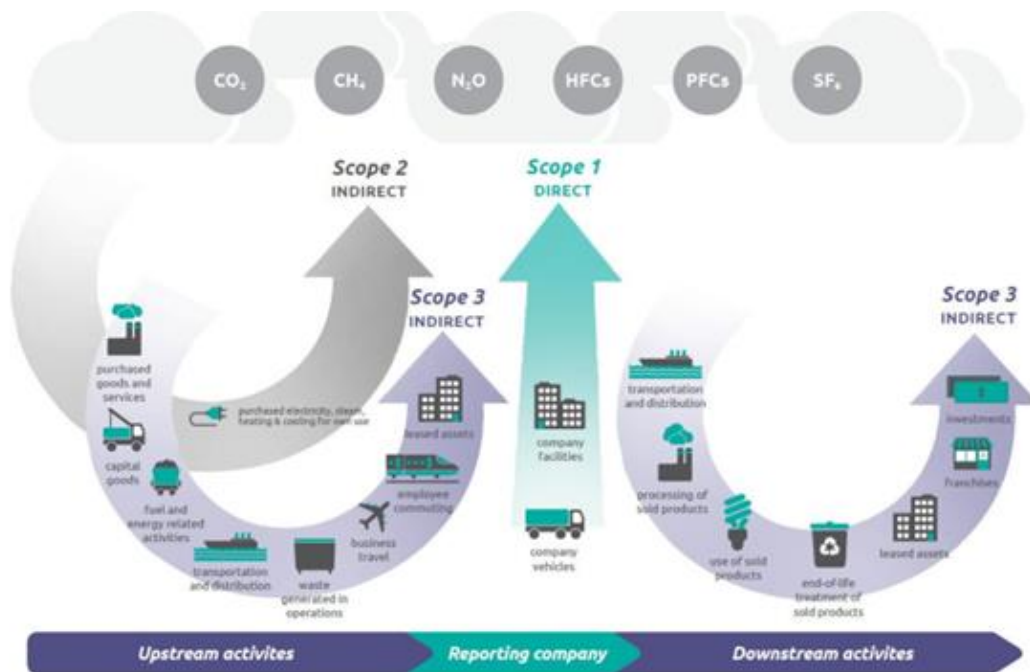 CO₂ CH₄ N₂O HFCs PFCs SF₆
Scope 2
INDIRECT
Scope 1
DIRECT
Scope 3
INDIRECT
Scope 3
INDIRECT
purchased
goods and
services
capital
goods
fuel and
energy related
activities
transportation
and distribution
waste
generated in
operations
business
travel
employee
commuting
leased assets
purchased electricity, steam,
heating & cooling for own use
company
facilities
company
vehicles
transportation
and distribution
processing of
sold products
use of sold
products
end-of-life
treatment of
sold products
leased assets
franchises
investments
Upstream activites
Reporting company
Downstream activites